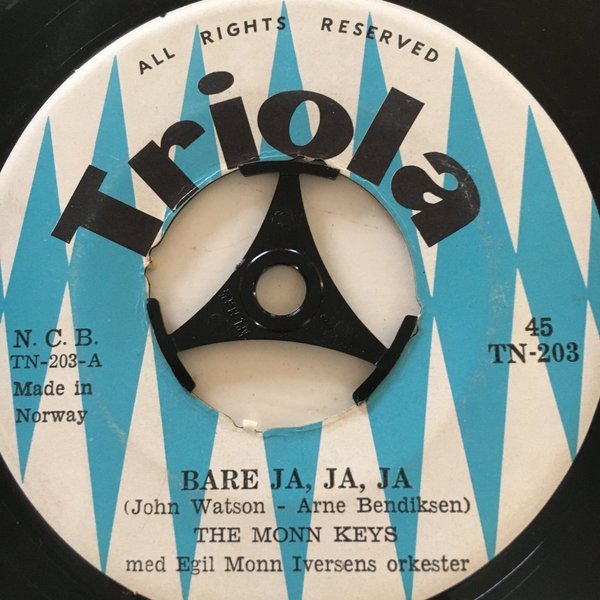 ALL RIGHTS RESERVED
Triola
N. C. B.
TN-203-A
Made in
Norway
45
TN-203
BARE JA, JA, JA
(John Watson - Arne Bendiksen)
THE MONN KEYS
med Egil Monn Iversens orkester